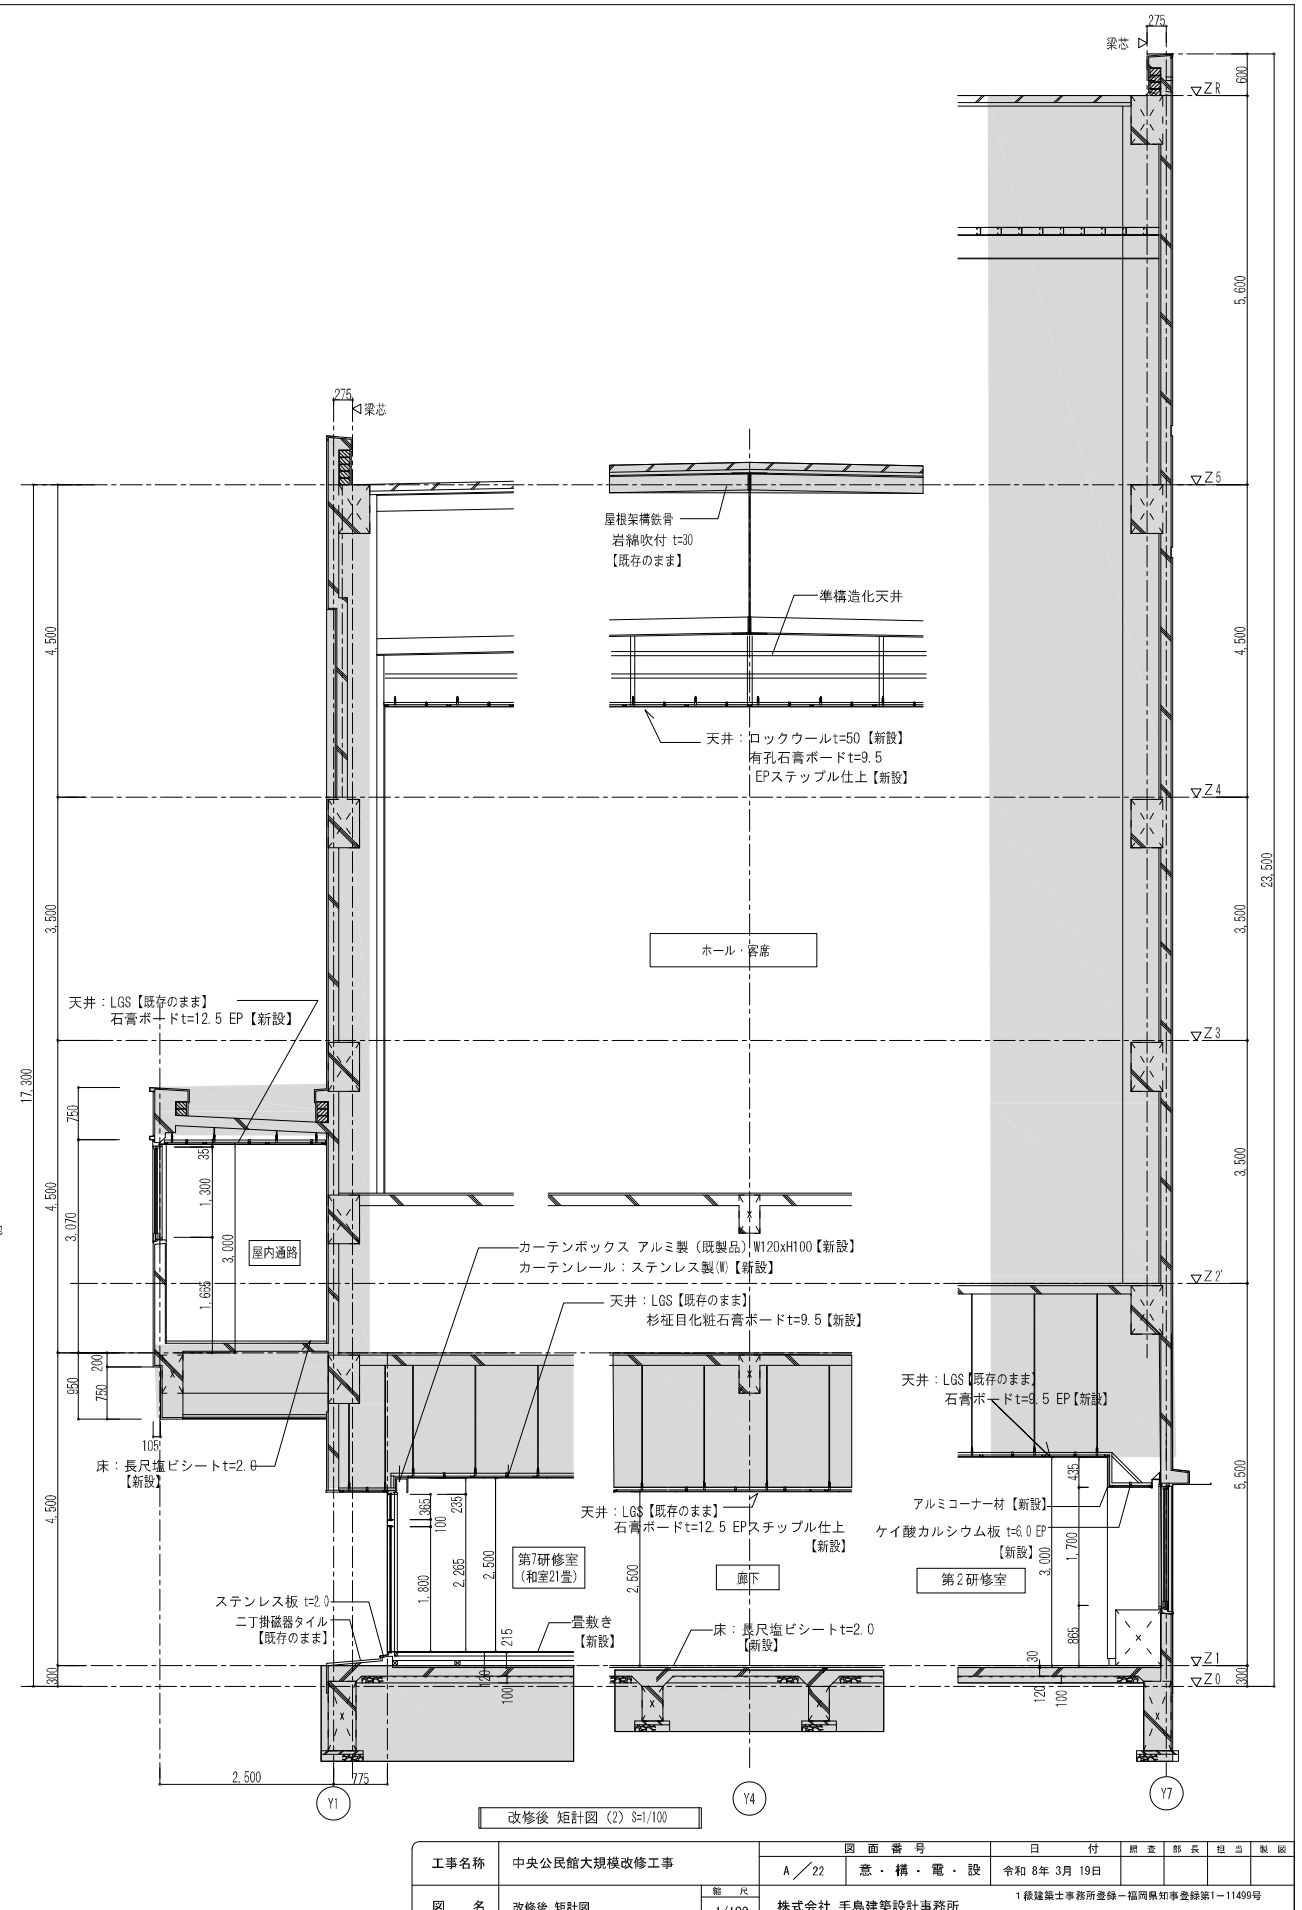 275
梁芯
600
ZR
5,600
275
梁芯
Z5
屋根架構鉄骨
岩綿吹付 t=30
【既存のまま】
準構造化天井
4,500
4,500
天井：ロックウールt=50【新設】
有孔石膏ボードt=9.5
EPステップル仕上【新設】
Z4
23,500
3,500
3,500
ホール・客席
天井：LGS【既存のまま】
石膏ボードt=12.5 EP【新設】
Z3
17,300
750
35
3,500
1,300
4,500
3,070
3,000
屋内通路
カーテンボックス アルミ製（既製品）W120xH100【新設】
カーテンレール：ステンレス製(W)【新設】
Z2'
1,665
天井：LGS【既存のまま】
杉柾目化粧石膏ボードt=9.5【新設】
200
950
750
天井：LGS【既存のまま】
石膏ボードt=9.5 EP【新設】
105
床：長尺塩ビシートt=2.0
【新設】
435
5,500
4,500
365
235
100
天井：LGS【既存のまま】
石膏ボードt=12.5 EPスチップル仕上
【新設】
アルミコーナー材【新設】
ケイ酸カルシウム板 t=6.0 EP
【新設】
第7研修室
(和室21畳)
1,800
2,265
2,500
2,500
廊下
3,000
1,700
第2研修室
ステンレス板 t=2.0
二丁掛磁器タイル
【既存のまま】
畳敷き
【新設】
215
床：長尺塩ビシートt=2.0
【新設】
865
30
Z1
300
120
100
120
100
300
Z0
2,500
775
Y1
Y4
Y7
改修後 矩計図（2）S=1/100
工事名称
中央公民館大規模改修工事
図面番号
日付
照査
部長
担当
製図
A／22
意・構・電・設
令和 8年 3月 19日
図名
改修後 矩計図
縮尺
1/100
株式会社 手島建築設計事務所
1級建築士事務所登録－福岡県知事登録第1－11499号